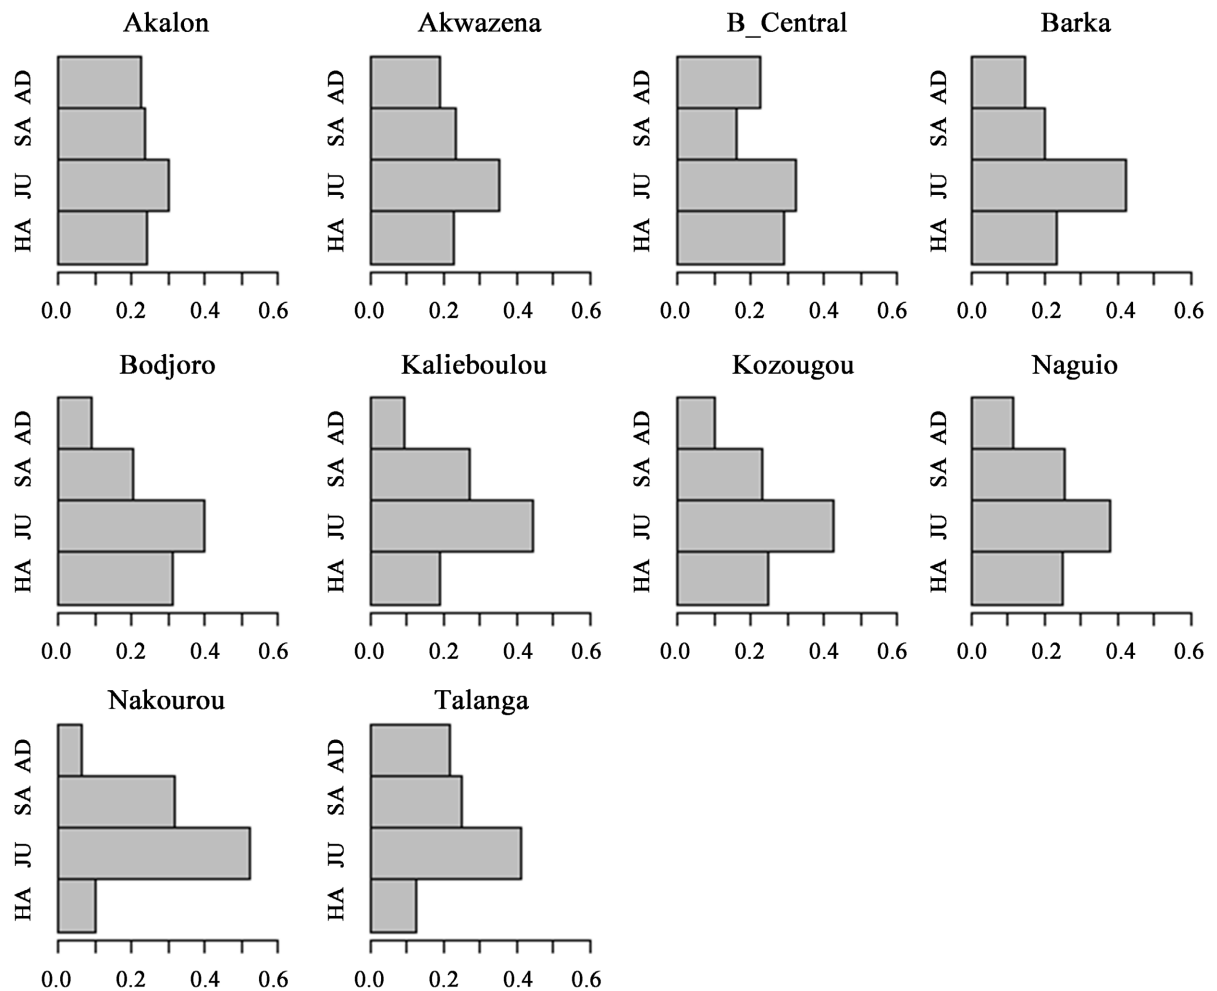 Akalon Akwazena B_Central Barka
AD AD AD AD
SA SA SA SA
JU JU JU JU
HA HA HA HA
0.0 0.2 0.4 0.6 0.0 0.2 0.4 0.6 0.0 0.2 0.4 0.6 0.0 0.2 0.4 0.6
Bodjoro Kalieboulou Kozougou Naguio
AD AD AD AD
SA SA SA SA
JU JU JU JU
HA HA HA HA
0.0 0.2 0.4 0.6 0.0 0.2 0.4 0.6 0.0 0.2 0.4 0.6 0.0 0.2 0.4 0.6
Nakourou Talanga
AD AD
SA SA
JU JU
HA HA
0.0 0.2 0.4 0.6 0.0 0.2 0.4 0.6